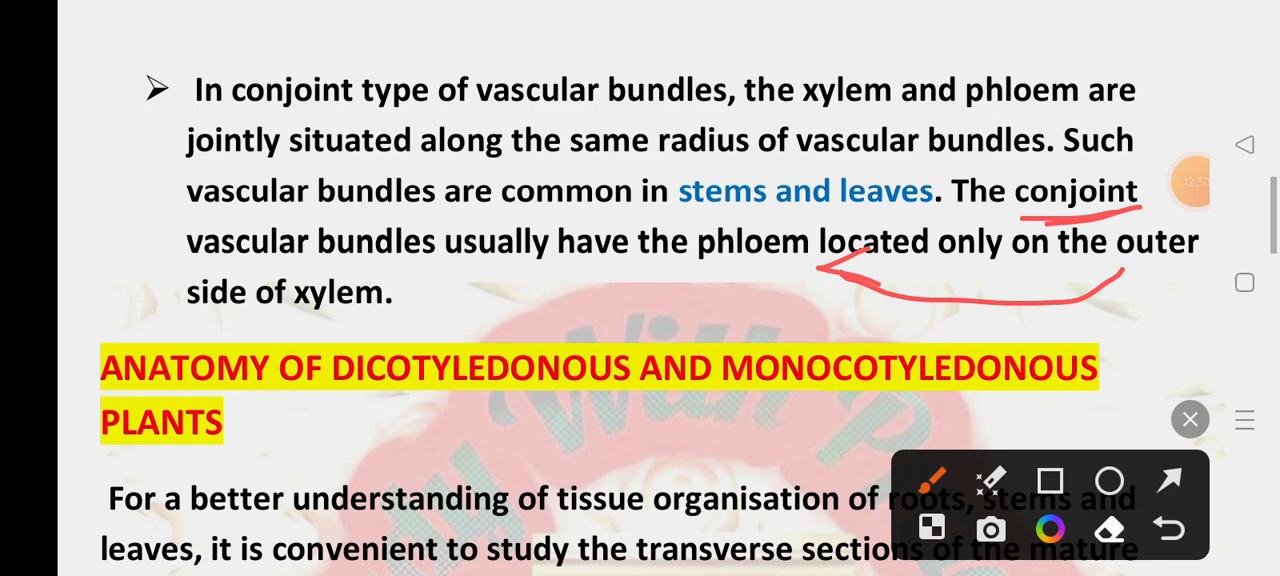 ➢ In conjoint type of vascular bundles, the xylem and phloem are
jointly situated along the same radius of vascular bundles. Such
vascular bundles are common in stems and leaves. The conjoint
12:30
vascular bundles usually have the phloem located only on the outer
side of xylem.
ANATOMY OF DICOTYLEDONOUS AND MONOCOTYLEDONOUS
PLANTS
For a better understanding of tissue organisation of roots, stems and
leaves, it is convenient to study the transverse sections of the mature
With